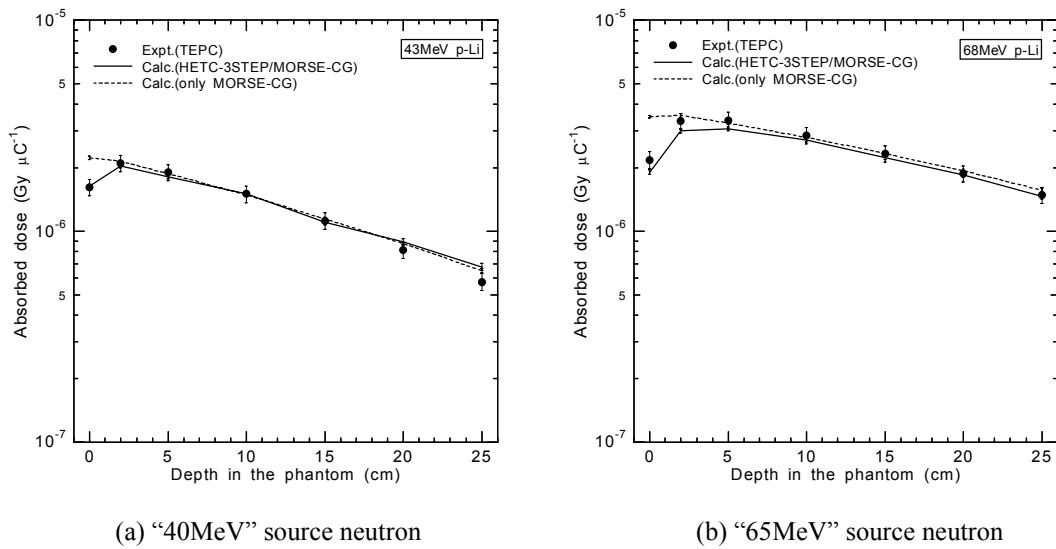 10⁻⁵
Expt.(TEPC)
43MeV p-Li
Calc.(HETC-3STEP/MORSE-CG)
Calc.(only MORSE-CG)
5
Absorbed dose (Gy μC⁻¹)
10⁻⁶
5
10⁻⁷
0 5 10 15 20 25
Depth in the phantom (cm)
(a) “40MeV” source neutron
10⁻⁵
Expt.(TEPC)
68MeV p-Li
Calc.(HETC-3STEP/MORSE-CG)
Calc.(only MORSE-CG)
5
Absorbed dose (Gy μC⁻¹)
10⁻⁶
5
10⁻⁷
0 5 10 15 20 25
Depth in the phantom (cm)
(b) “65MeV” source neutron